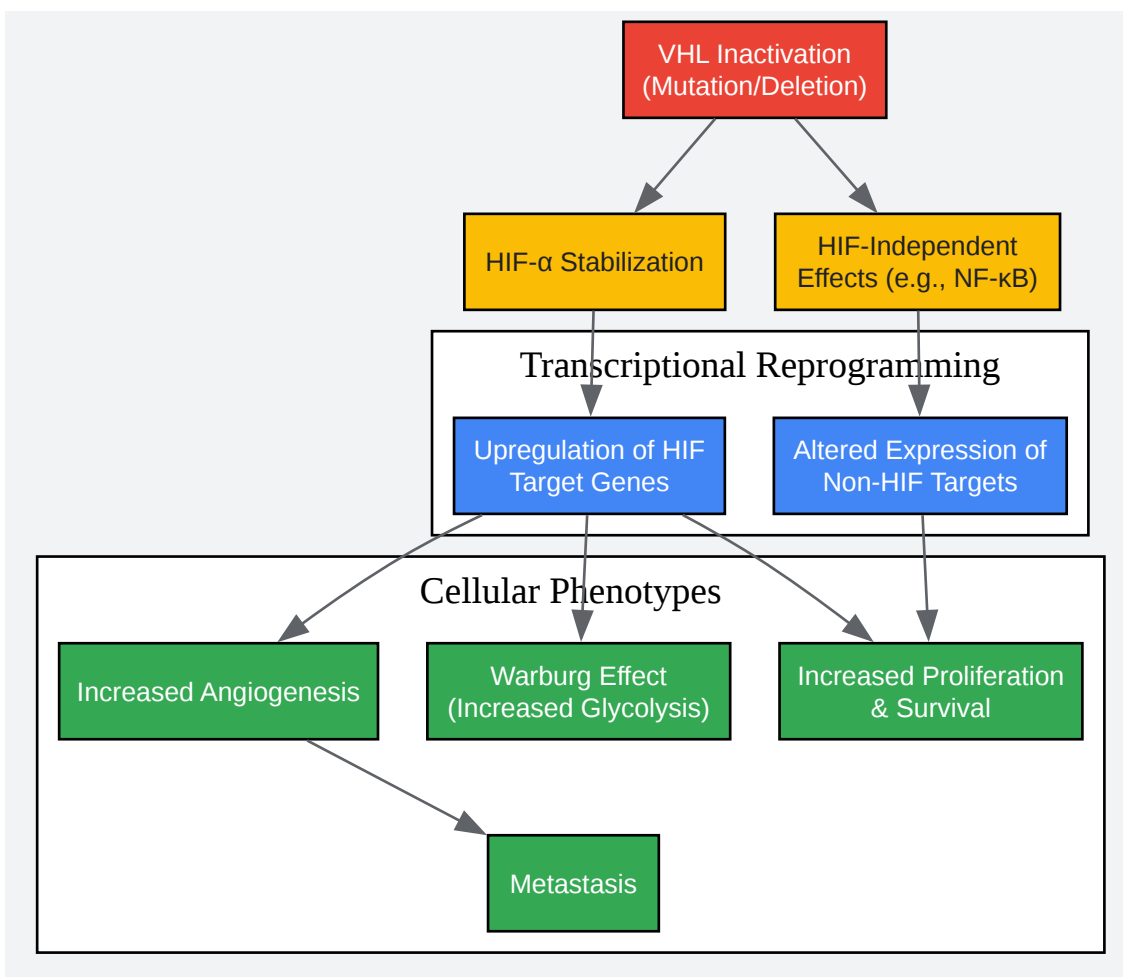 VHL Inactivation
(Mutation/Deletion)
HIF-α Stabilization
HIF-Independent
Effects (e.g., NF-κB)
Transcriptional Reprogramming
Upregulation of HIF
Target Genes
Altered Expression of
Non-HIF Targets
Cellular Phenotypes
Increased Angiogenesis
Warburg Effect
(Increased Glycolysis)
Increased Proliferation
& Survival
Metastasis